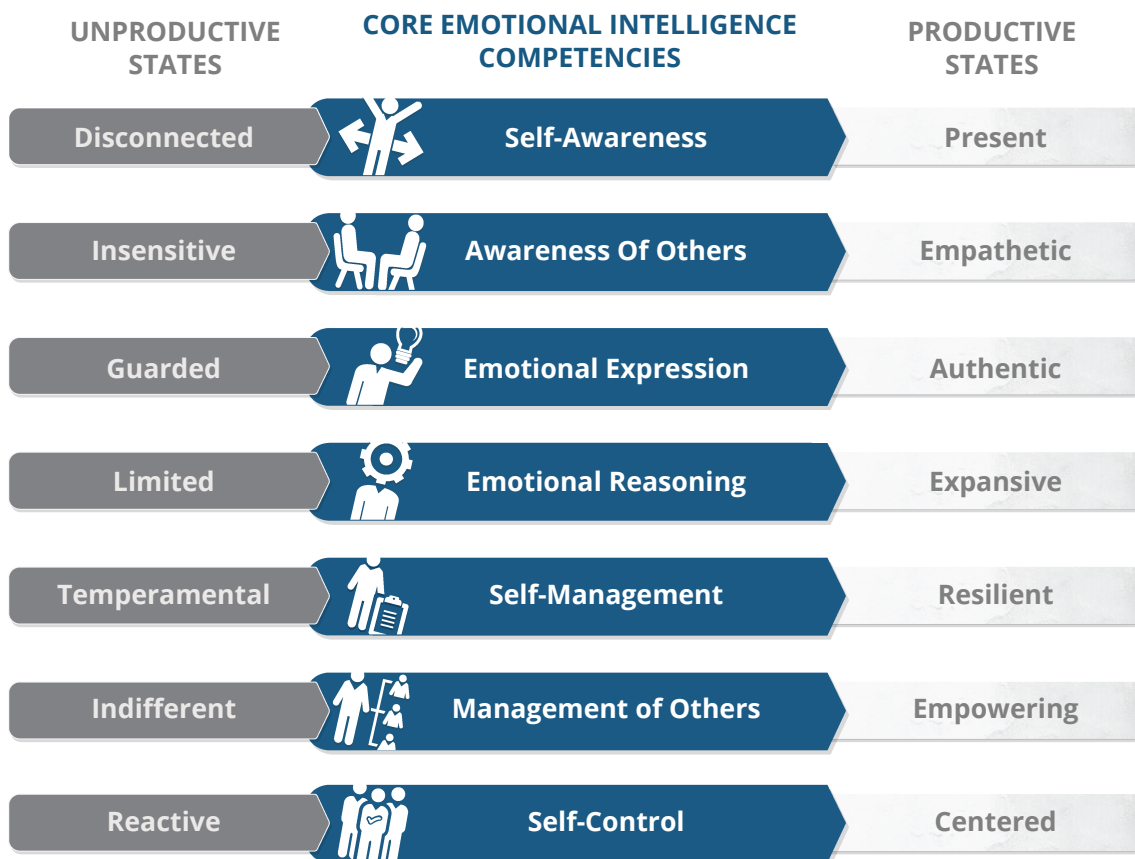 UNPRODUCTIVE
STATES
CORE EMOTIONAL INTELLIGENCE
COMPETENCIES
PRODUCTIVE
STATES
Disconnected
Self-Awareness
Present
Insensitive
Awareness Of Others
Empathetic
Guarded
Emotional Expression
Authentic
Limited
Emotional Reasoning
Expansive
Temperamental
Self-Management
Resilient
Indifferent
Management of Others
Empowering
Reactive
Self-Control
Centered